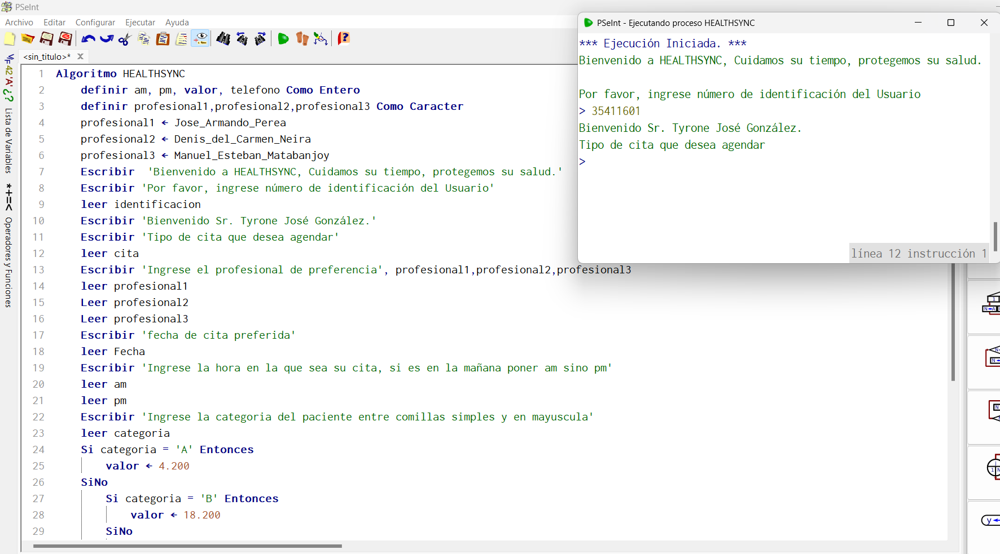 PSeInt
Archivo Editar Configurar Ejecutar Ayuda
<sin_titulo>*
Lista de Variables
*+=<
Operadores y Funciones
1 Algoritmo HEALTHSYNC
2 definir am, pm, valor, telefono Como Entero
3 definir profesional1,profesional2,profesional3 Como Caracter
4 profesional1 ← Jose_Armando_Perea
5 profesional2 ← Denis_del_Carmen_Neira
6 profesional3 ← Manuel_Esteban_Matabanjoy
7 Escribir 'Bienvenido a HEALTHSYNC, Cuidamos su tiempo, protegemos su salud.'
8 Escribir 'Por favor, ingrese número de identificación del Usuario'
9 leer identificacion
10 Escribir 'Bienvenido Sr. Tyrone José González.'
11 Escribir 'Tipo de cita que desea agendar'
12 leer cita
13 Escribir 'Ingrese el profesional de preferencia', profesional1,profesional2,profesional3
14 leer profesional1
15 Leer profesional2
16 Leer profesional3
17 Escribir 'fecha de cita preferida'
18 leer Fecha
19 Escribir 'Ingrese la hora en la que sea su cita, si es en la mañana poner am sino pm'
20 leer am
21 leer pm
22 Escribir 'Ingrese la categoria del paciente entre comillas simples y en mayuscula'
23 leer categoria
24 Si categoria = 'A' Entonces
25 valor ← 4.200
26 SiNo
27 Si categoria = 'B' Entonces
28 valor ← 18.200
29 SiNo
PSeInt - Ejecutando proceso HEALTHSYNC
*** Ejecución Iniciada. ***
Bienvenido a HEALTHSYNC, Cuidamos su tiempo, protegemos su salud.
Por favor, ingrese número de identificación del Usuario
> 35411601
Bienvenido Sr. Tyrone José González.
Tipo de cita que desea agendar
>
línea 12 instrucción 1